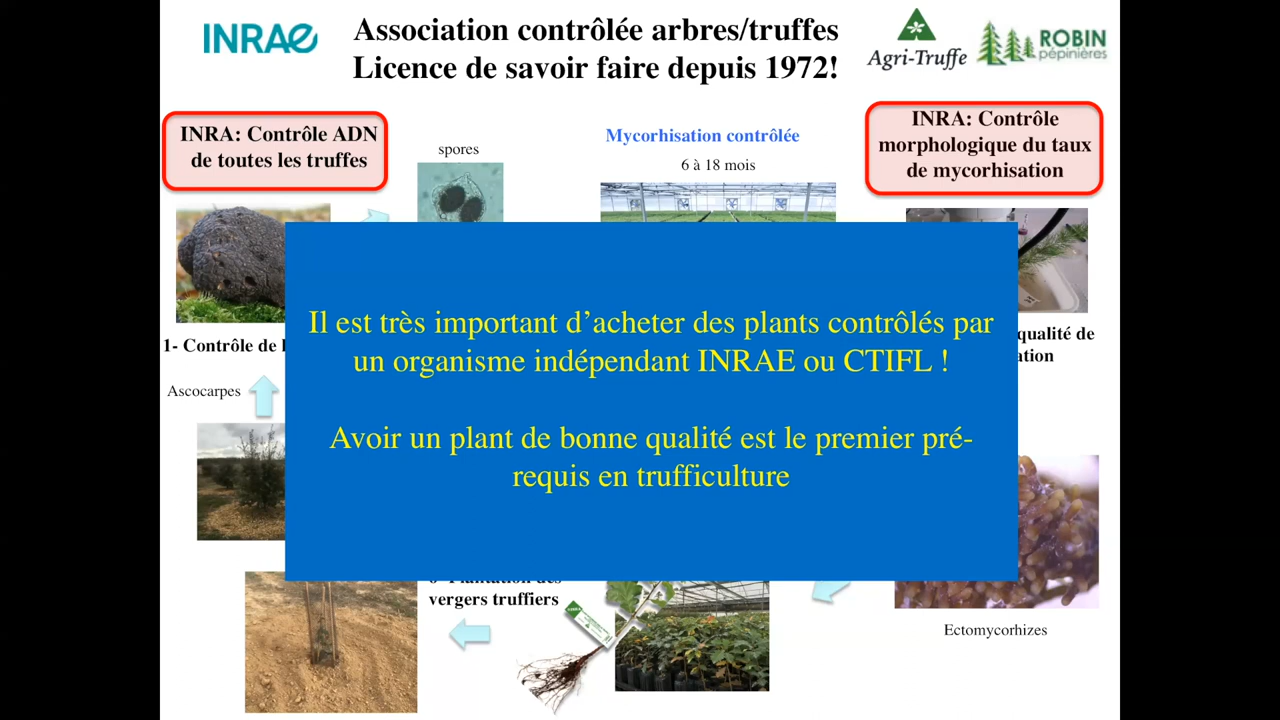 INRAE
Association contrôlée arbres/truffes
Licence de savoir faire depuis 1972!
Agri-Truffe
ROBIN
pépinières
INRA: Contrôle ADN
de toutes les truffes
spores
Mycorhisation contrôlée
6 à 18 mois
INRA: Contrôle
morphologique du taux
de mycorhisation
Il est très important d’acheter des plants contrôlés par
un organisme indépendant INRAE ou CTIFL !
Avoir un plant de bonne qualité est le premier pré-
requis en trufficulture
1- Contrôle de
qualité de
Ascocarpes
Plantation des
vergers truffiers
Ectomycorhizes